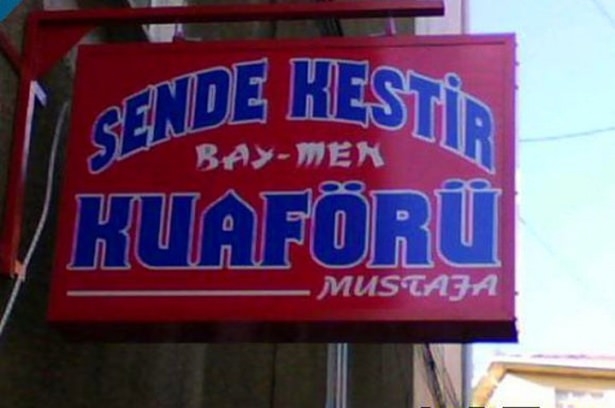 SENDE KESTİR
BAY-MEN
KUAFÖRÜ
MUSTAFA